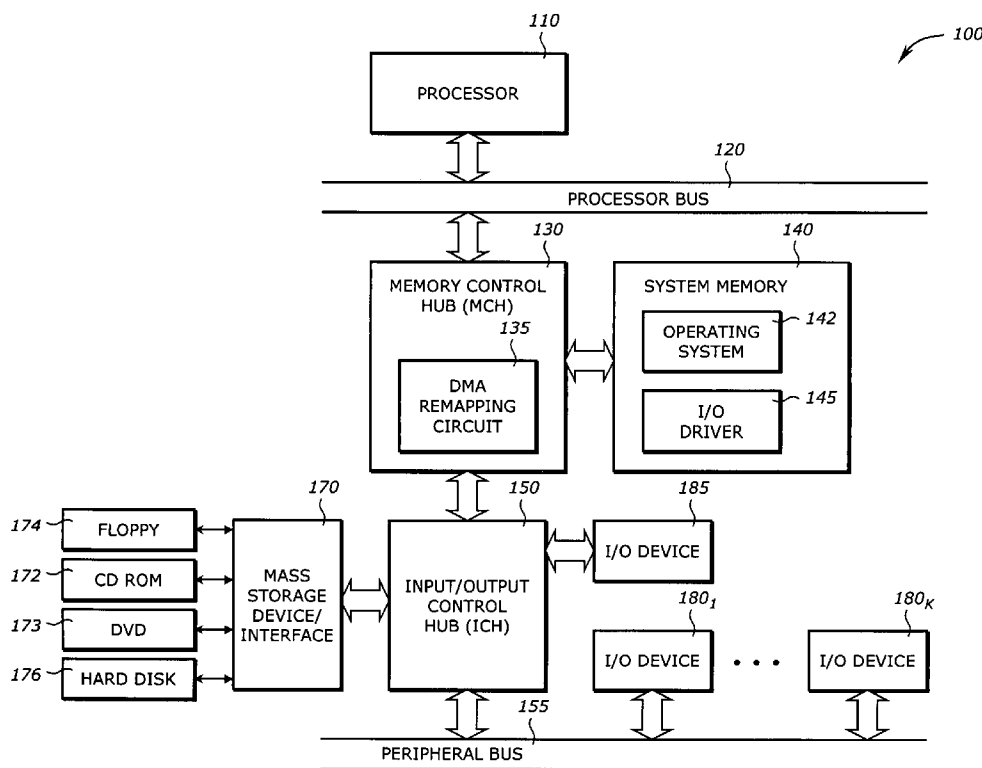 110
100
PROCESSOR
120
PROCESSOR BUS
130
140
MEMORY CONTROL
HUB (MCH)
135
DMA
REMAPPING
CIRCUIT
SYSTEM MEMORY
OPERATING
SYSTEM
142
I/O
DRIVER
145
170
150
185
174
FLOPPY
172
CD ROM
173
DVD
176
HARD DISK
MASS
STORAGE
DEVICE/
INTERFACE
INPUT/OUTPUT
CONTROL
HUB (ICH)
I/O DEVICE
180₁
180K
I/O DEVICE
• • •
I/O DEVICE
155
PERIPHERAL BUS